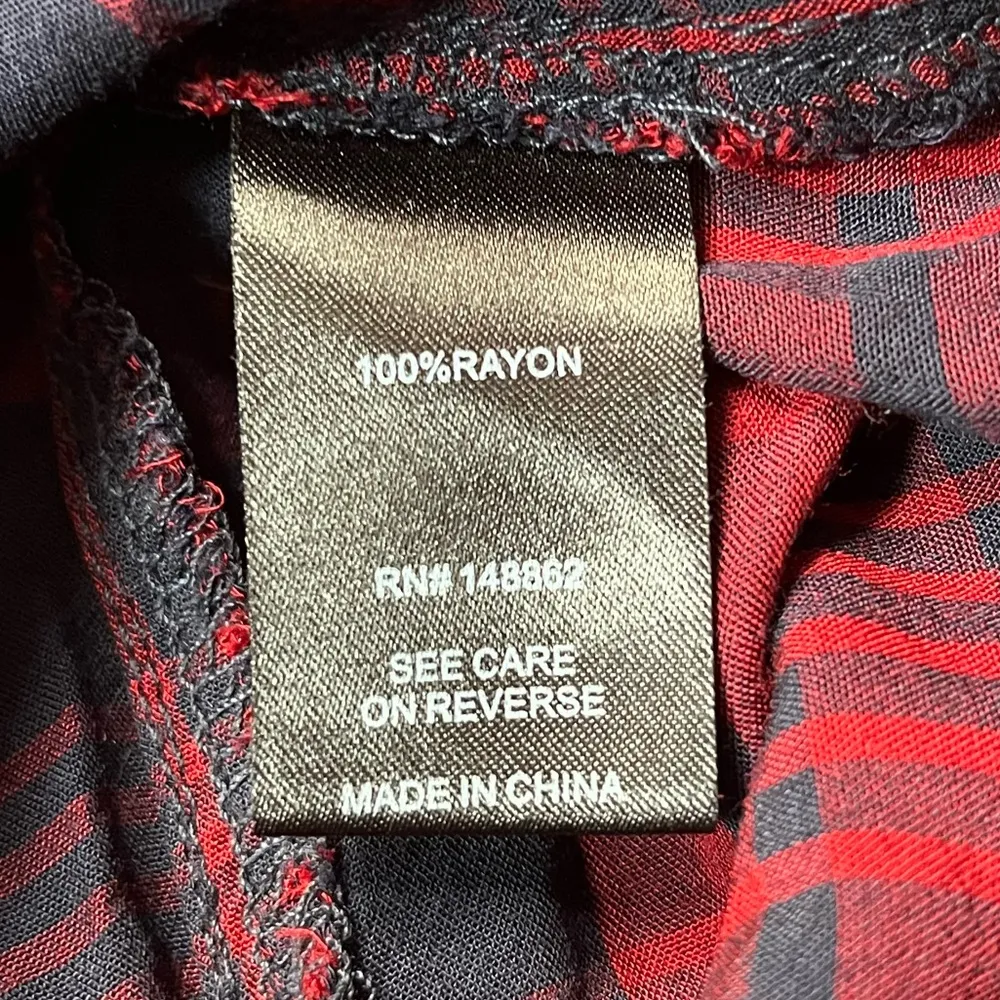 100%RAYON
RN# 148862
SEE CARE
ON REVERSE
MADE IN CHINA